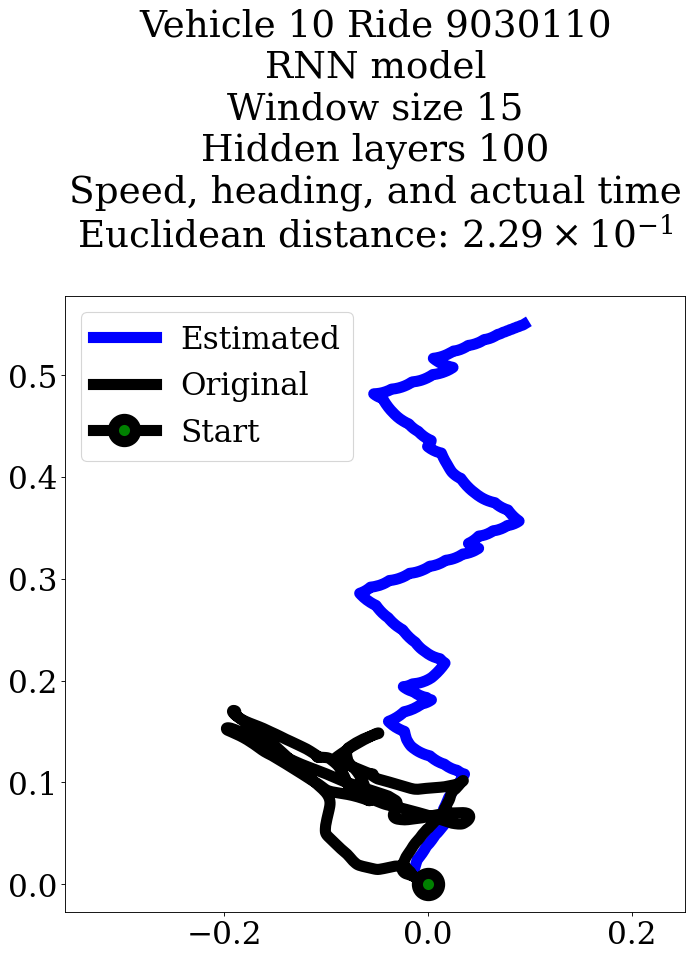 Vehicle 10 Ride 9030110
RNN model
Window size 15
Hidden layers 100
Speed, heading, and actual time
Euclidean distance: 2.29 × 10⁻¹
Estimated
Original
Start
0.5
0.4
0.3
0.2
0.1
0.0
−0.2 0.0 0.2